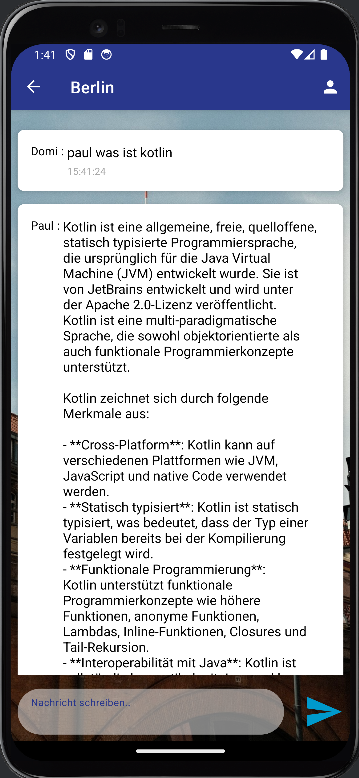 1:41
Berlin
Domi : paul was ist kotlin
15:41:24
Paul : Kotlin ist eine allgemeine, freie, quelloffene,
statisch typisierte Programmiersprache,
die ursprünglich für die Java Virtual
Machine (JVM) entwickelt wurde. Sie ist
von JetBrains entwickelt und wird unter
der Apache 2.0-Lizenz veröffentlicht.
Kotlin ist eine multi-paradigmatische
Sprache, die sowohl objektorientierte als
auch funktionale Programmierkonzepte
unterstützt.
Kotlin zeichnet sich durch folgende
Merkmale aus:
- **Cross-Platform**: Kotlin kann auf
verschiedenen Plattformen wie JVM,
JavaScript und native Code verwendet
werden.
- **Statisch typisiert**: Kotlin ist statisch
typisiert, was bedeutet, dass der Typ einer
Variablen bereits bei der Kompilierung
festgelegt wird.
- **Funktionale Programmierung**:
Kotlin unterstützt funktionale
Programmierkonzepte wie höhere
Funktionen, anonyme Funktionen,
Lambdas, Inline-Funktionen, Closures und
Tail-Rekursion.
- **Interoperabilität mit Java**: Kotlin ist
Nachricht schreiben..